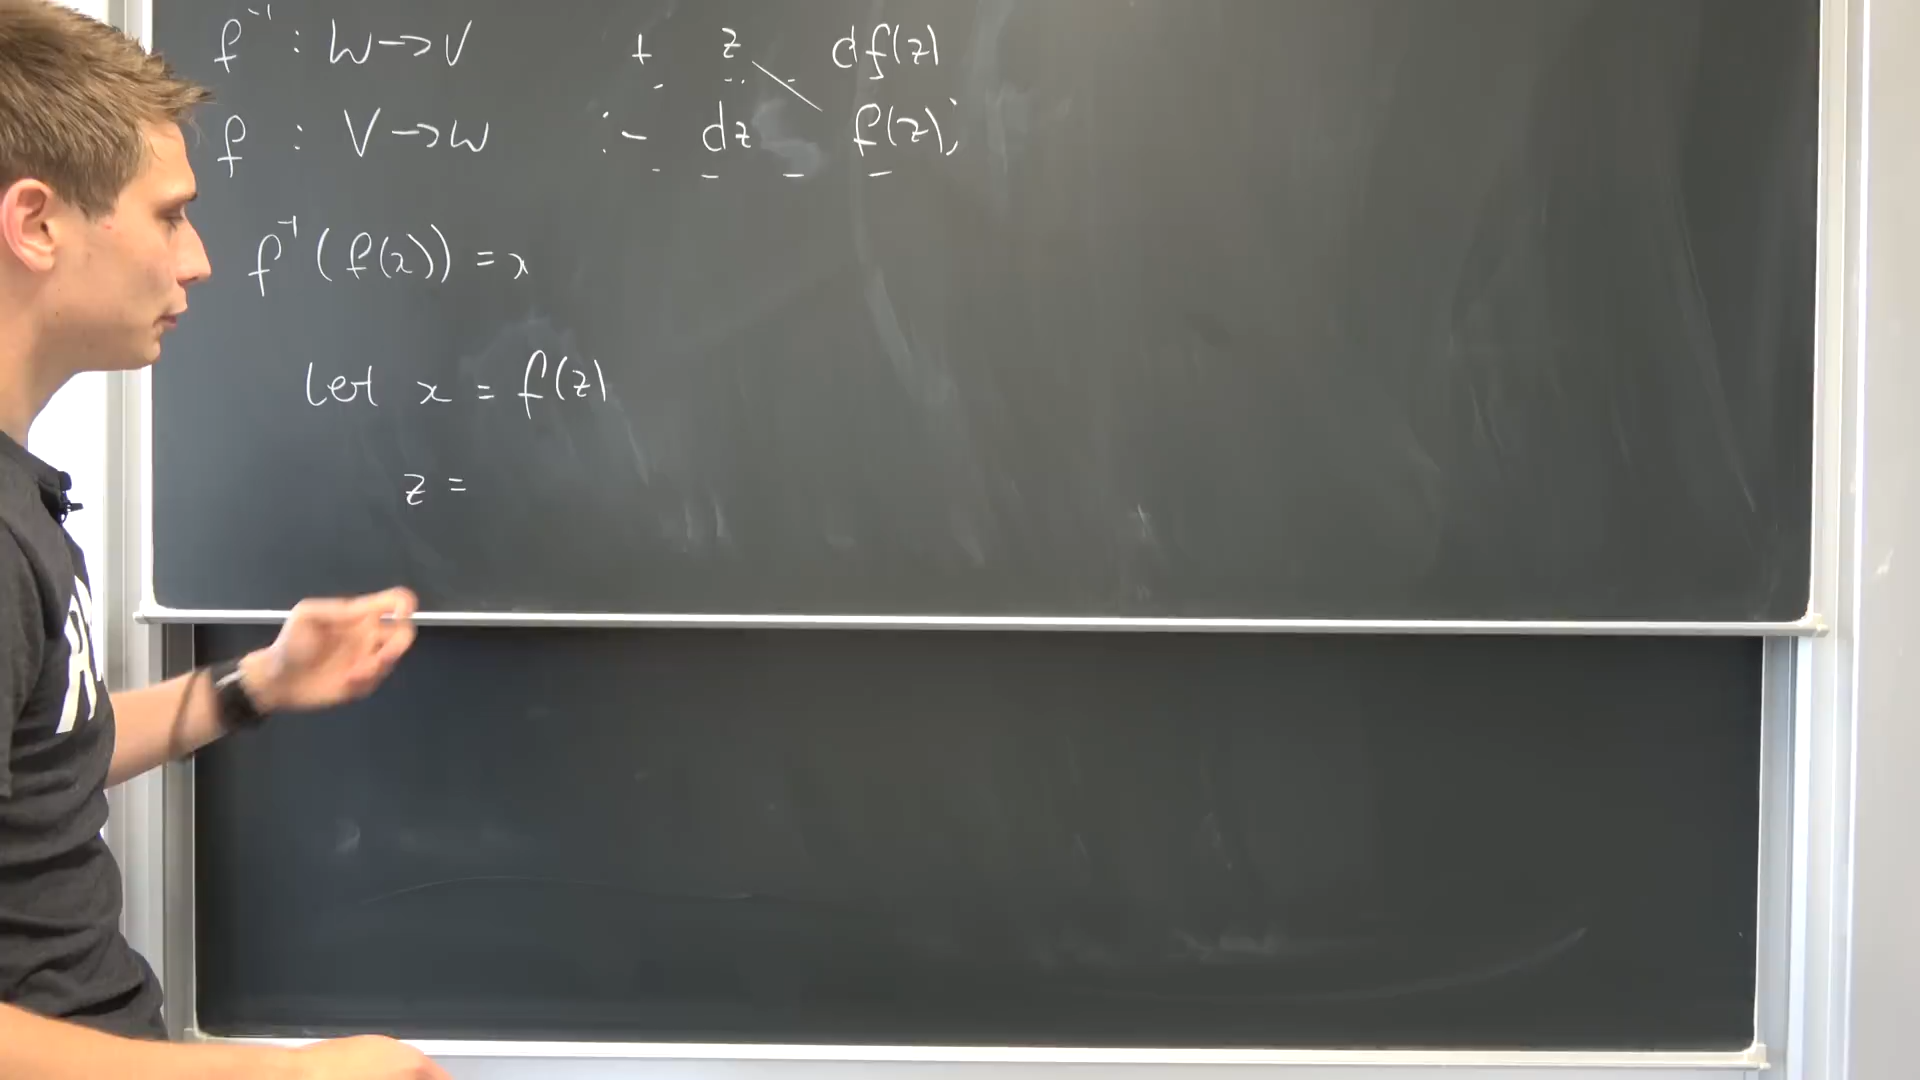 f⁻¹ : W → V
f : V → W
f⁻¹(f(x)) = x
let x = f(z)
z =
+ z df(z)
- dz f(z)